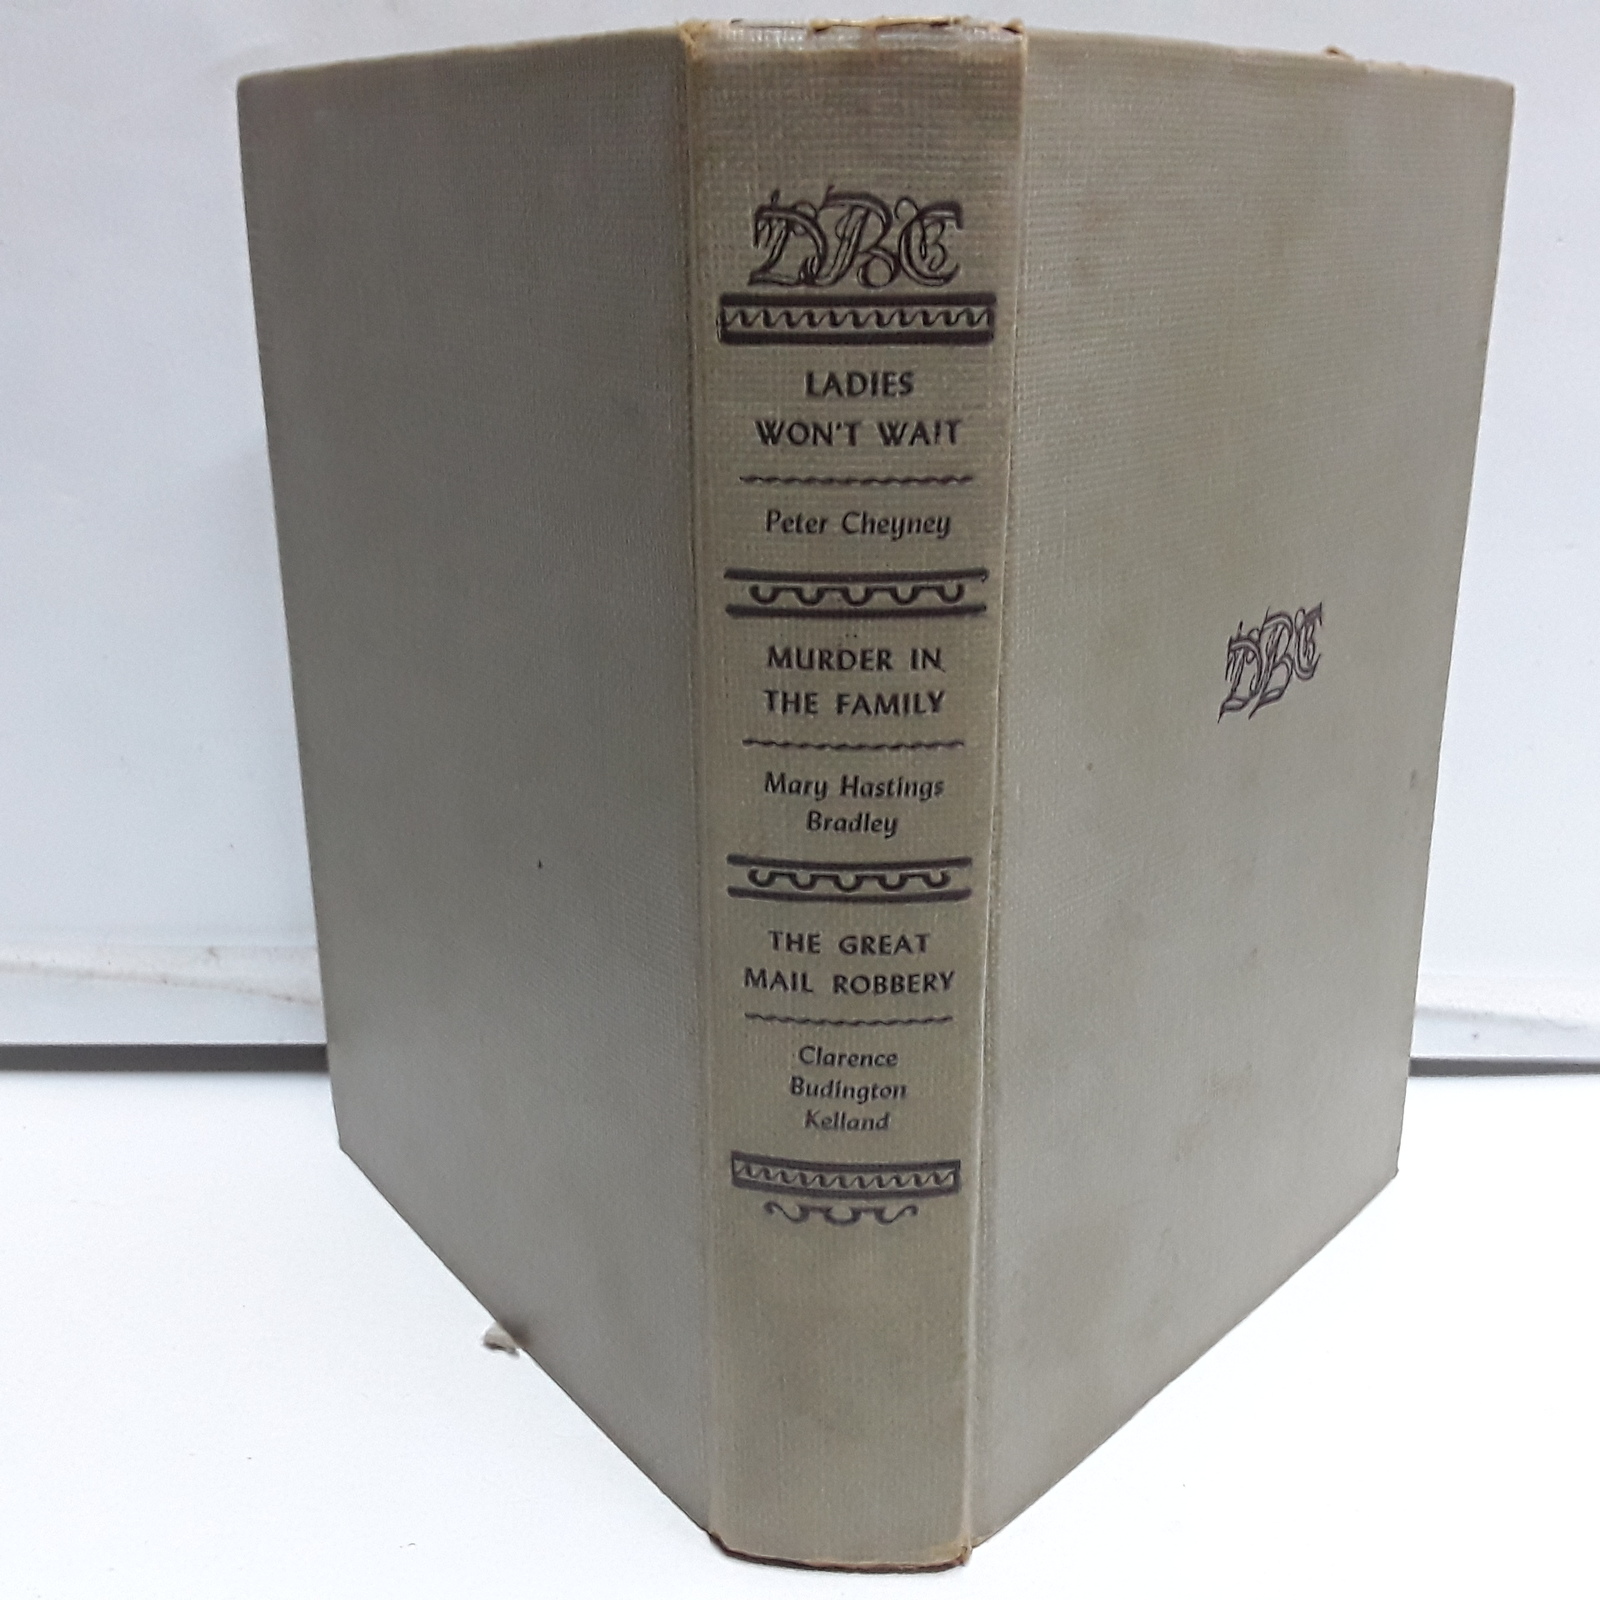 DBC
LADIES
WON'T WAIT
Peter Cheyney
MURDER IN
THE FAMILY
Mary Hastings
Bradley
THE GREAT
MAIL ROBBERY
Clarence
Budington
Kelland
DBC